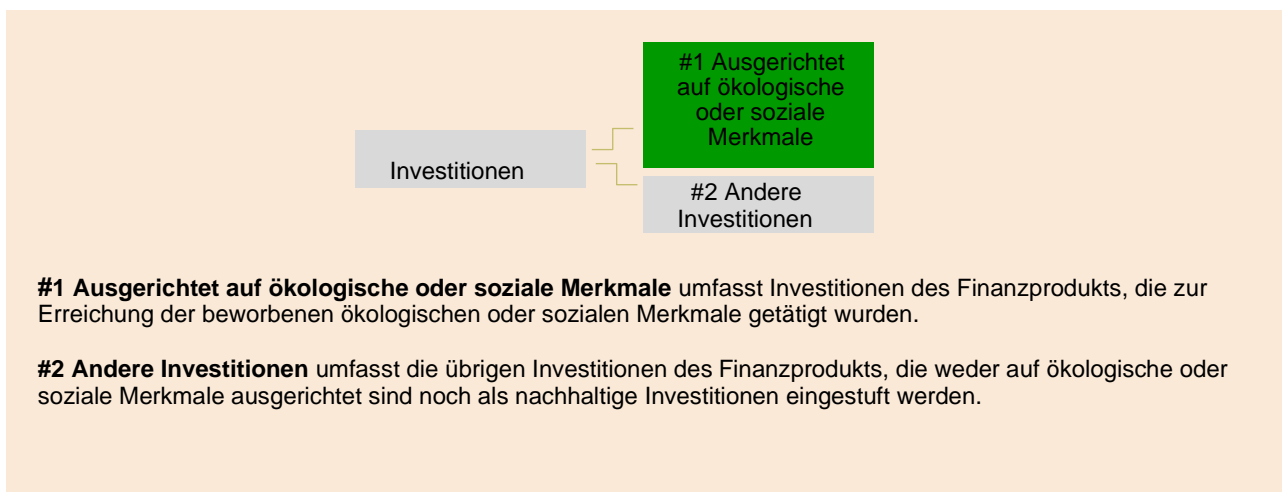 #1 Ausgerichtet
auf ökologische
oder soziale
Merkmale
Investitionen
#2 Andere
Investitionen
#1 Ausgerichtet auf ökologische oder soziale Merkmale umfasst Investitionen des Finanzprodukts, die zur
Erreichung der beworbenen ökologischen oder sozialen Merkmale getätigt wurden.
#2 Andere Investitionen umfasst die übrigen Investitionen des Finanzprodukts, die weder auf ökologische oder
soziale Merkmale ausgerichtet sind noch als nachhaltige Investitionen eingestuft werden.